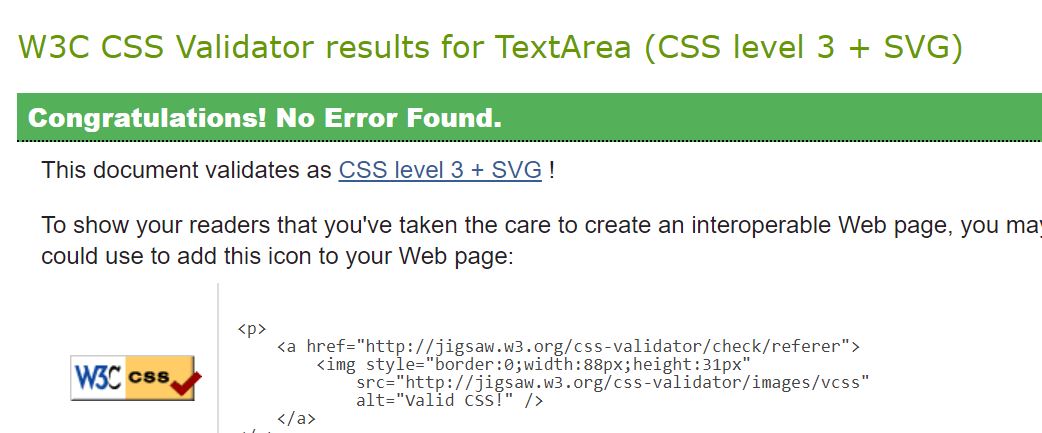 W3C CSS Validator results for TextArea (CSS level 3 + SVG)
Congratulations! No Error Found.
This document validates as CSS level 3 + SVG !
To show your readers that you've taken the care to create an interoperable Web page, you may
could use to add this icon to your Web page:
<p>
<a href="http://jigsaw.w3.org/css-validator/check/referer">
<img style="border:0;width:88px;height:31px"
W3C css
src="http://jigsaw.w3.org/css-validator/images/vcss"
alt="Valid CSS!" />
</a>